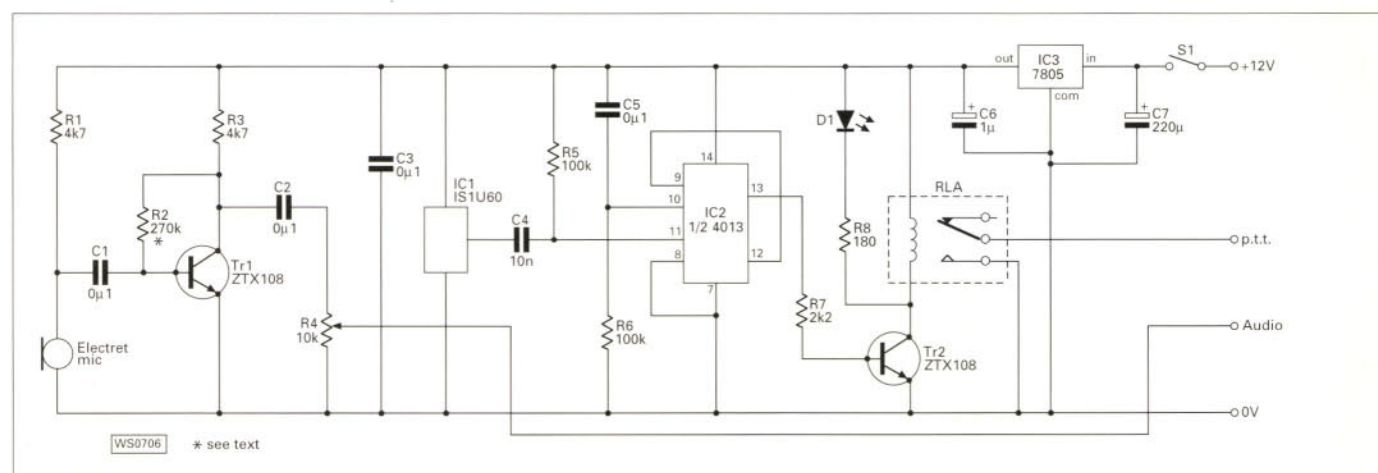 R1
4k7
R3
4k7
R2
270k
*
C1
0µ1
Tr1
ZTX108
Electret
mic
C2
0µ1
R4
10k
C3
0µ1
IC1
IS1U60
C4
10n
R5
100k
C5
0µ1
R6
100k
14
9
10
11
8
7
13
12
IC2
1/2 4013
R7
2k2
D1
R8
180
Tr2
ZTX108
RLA
out
IC3
7805
in
com
C6
1µ
+
C7
220µ
+
S1
+12V
p.t.t.
Audio
0V
WS0706
* see text